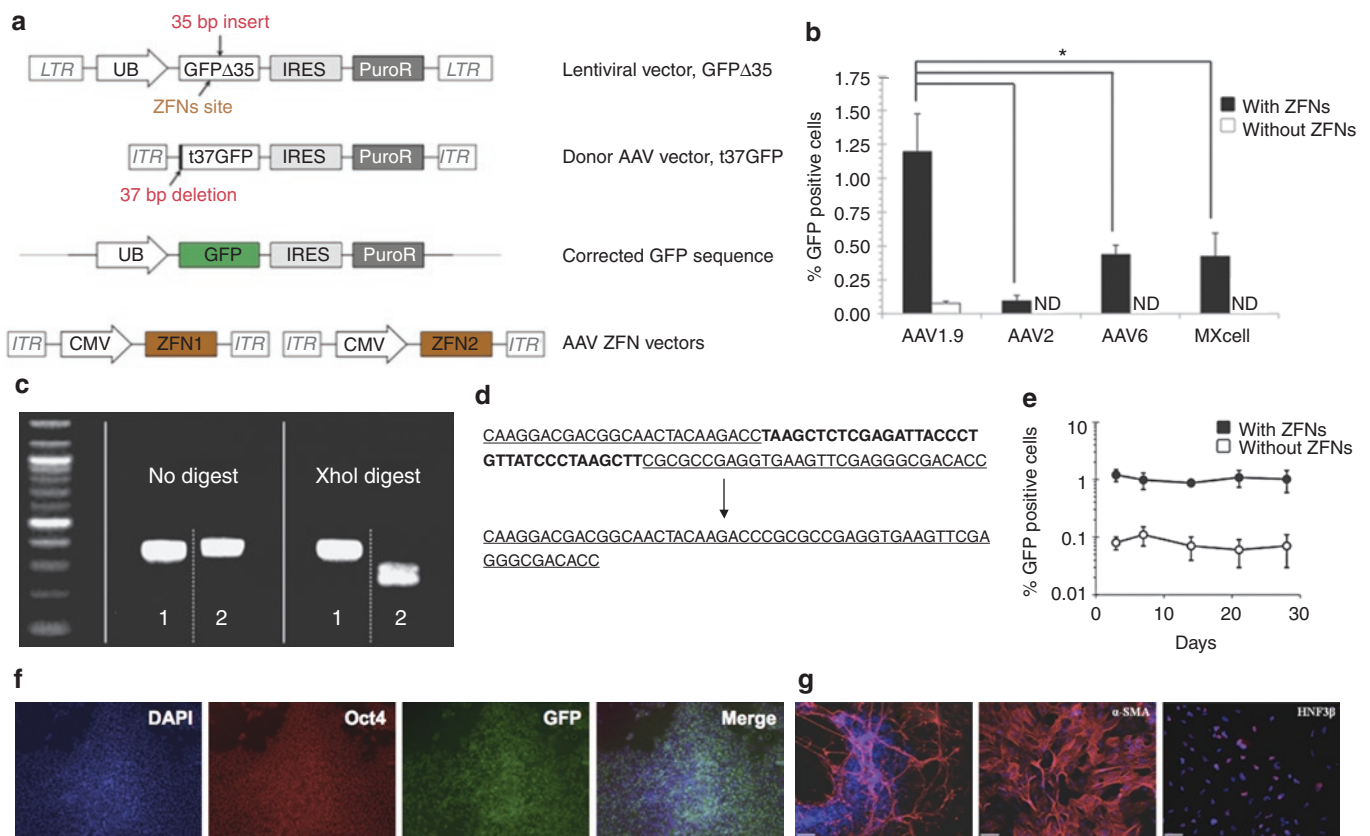 a
35 bp insert
LTR UB GFPΔ35 IRES PuroR LTR Lentiviral vector, GFPΔ35
ZFNs site
ITR t37GFP IRES PuroR ITR Donor AAV vector, t37GFP
37 bp deletion
UB GFP IRES PuroR Corrected GFP sequence
ITR CMV ZFN1 ITR ITR CMV ZFN2 ITR AAV ZFN vectors
b
*
% GFP positive cells
1.75
1.50
1.25
1.00
0.75
0.50
0.25
0.00
With ZFNs
Without ZFNs
ND ND ND
AAV1.9 AAV2 AAV6 MXcell
c
No digest XhoI digest
1 2 1 2
d
CAAGGACGACGGCAACTACAAGACCTAAGCTCTCGAGATTACCCT
GTTATCCCTAAGCTTCGCGCCGAGGTGAAGTTCGAGGGCGACACC
CAAGGACGACGGCAACTACAAGACCCGCGCCGAGGTGAAGTTCGA
GGGCGACACC
e
With ZFNs
Without ZFNs
% GFP positive cells
10
1
0.1
0.01
0 10 20 30
Days
f
DAPI Oct4 GFP Merge
g
α-SMA HNF3β